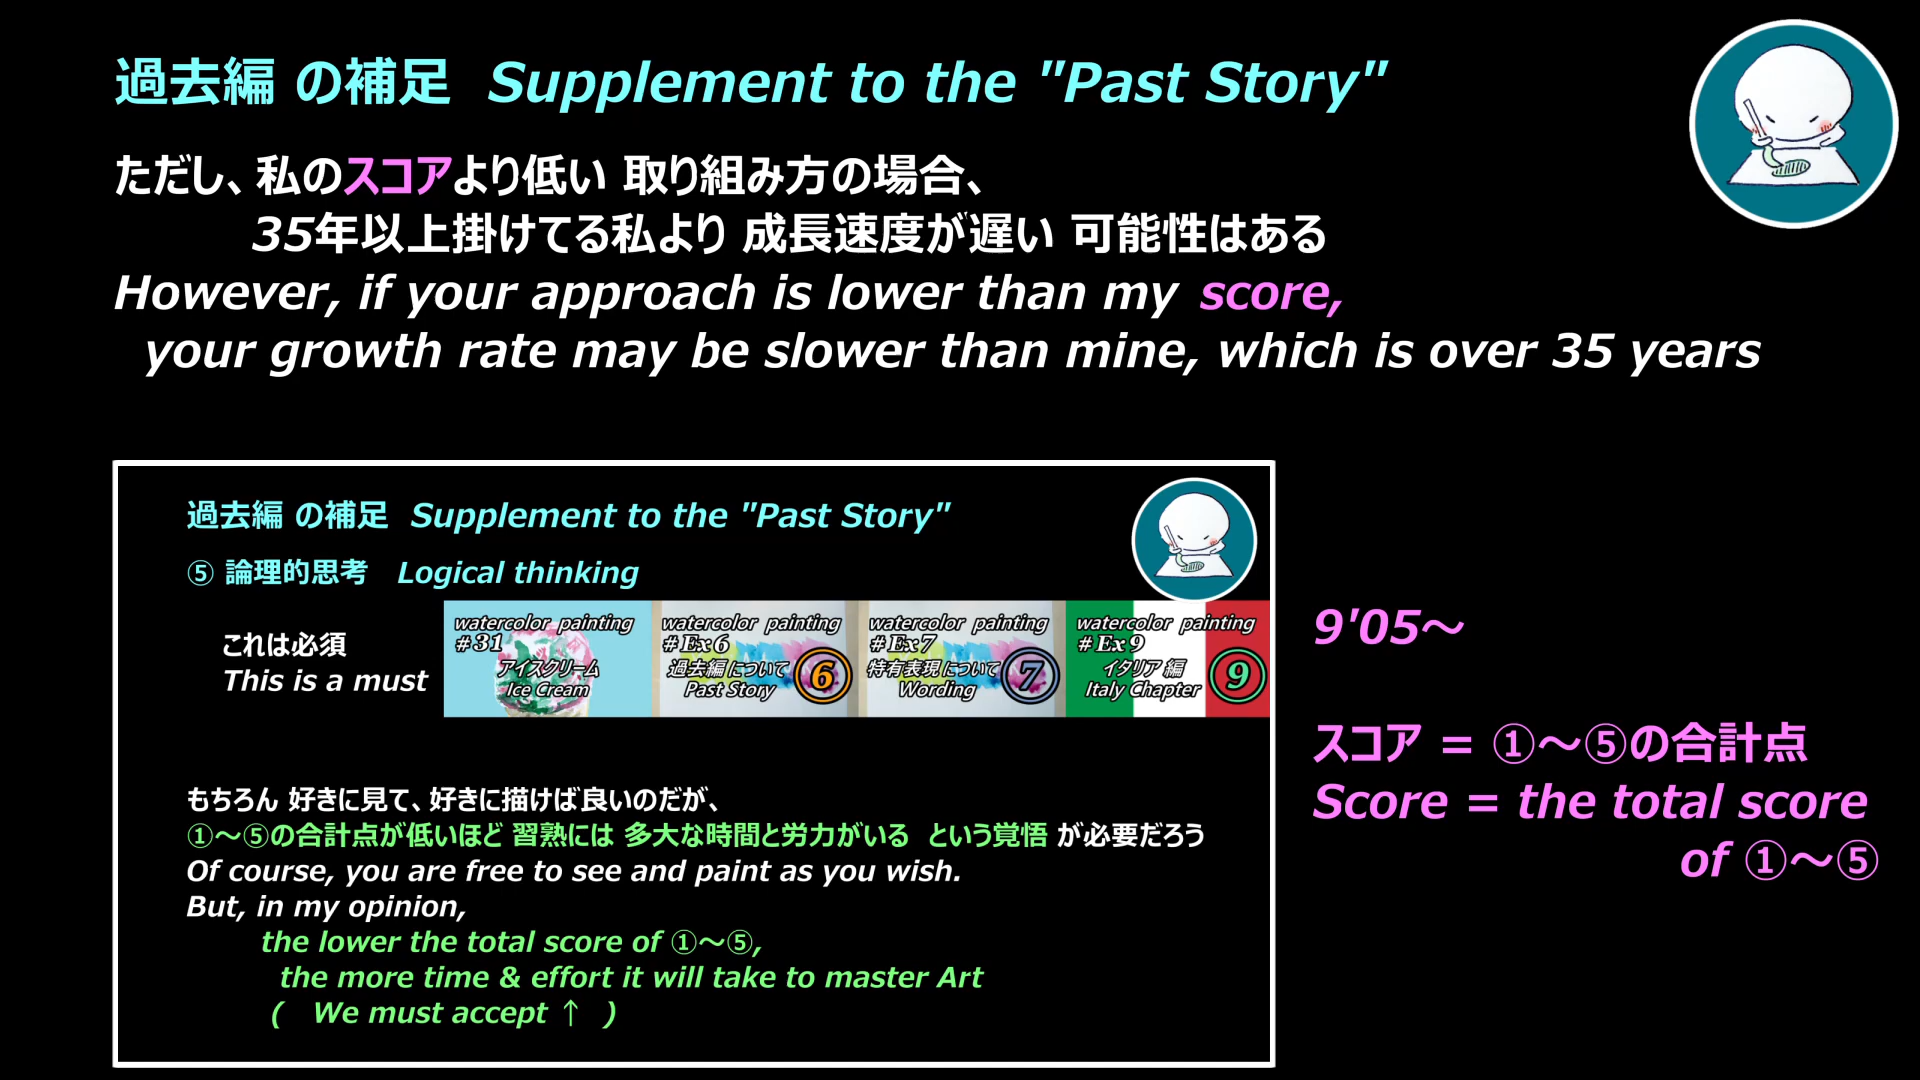 過去編 の補足 Supplement to the "Past Story"
ただし、私のスコアより低い 取り組み方の場合、
35年以上掛けてる私より 成長速度が遅い 可能性はある
However, if your approach is lower than my score,
your growth rate may be slower than mine, which is over 35 years
過去編 の補足 Supplement to the "Past Story"
⑤ 論理的思考 Logical thinking
これは必須
This is a must
watercolor painting
#31
アイスクリーム
Ice Cream
watercolor painting
#Ex6
過去編について
Past Story
⑥
watercolor painting
#Ex7
特有表現について
Wording
⑦
watercolor painting
#Ex9
イタリア編
Italy Chapter
⑨
もちろん 好きに見て、好きに描けば良いのだが、
①～⑤の合計点が低いほど 習熟には 多大な時間と労力がいる という覚悟 が必要だろう
Of course, you are free to see and paint as you wish.
But, in my opinion,
the lower the total score of ①～⑤,
the more time & effort it will take to master Art
( We must accept ↑ )
9'05～
スコア = ①～⑤の合計点
Score = the total score
of ①～⑤